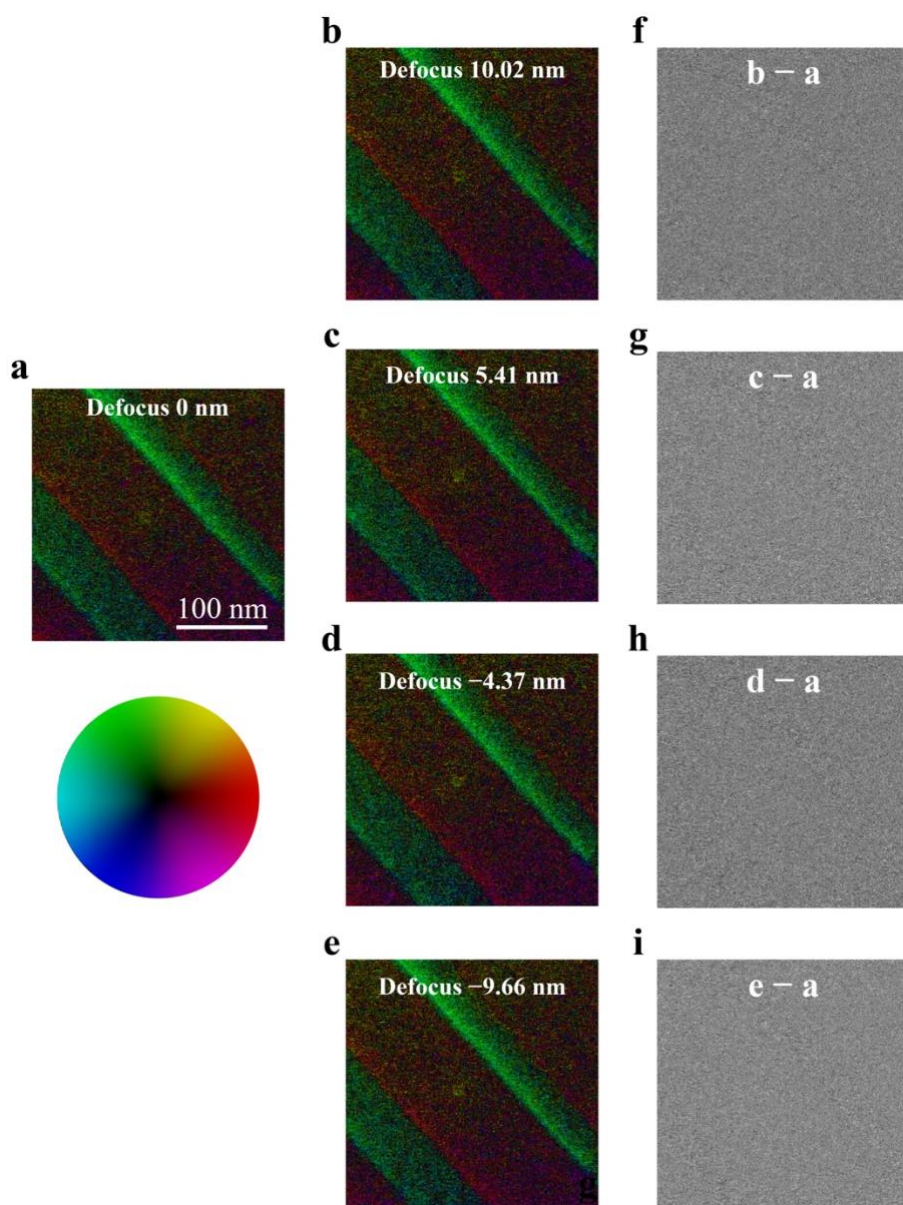 b
Defocus 10.02 nm
f
b − a
c
Defocus 5.41 nm
g
c − a
a
Defocus 0 nm
100 nm
d
Defocus −4.37 nm
h
d − a
e
Defocus −9.66 nm
g
i
e − a